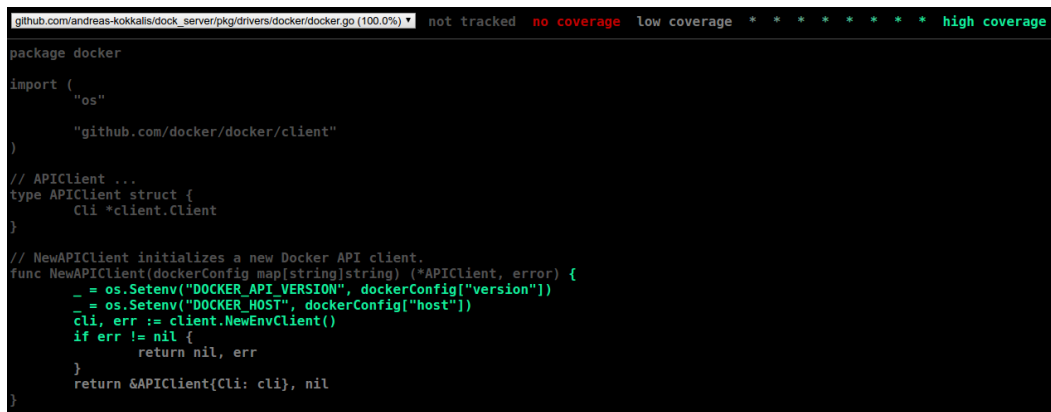 github.com/andreas-kokkalis/dock_server/pkg/drivers/docker/docker.go (100.0%) ▼ not tracked no coverage low coverage * * * * * * * * high coverage
package docker
import (
        "os"
        "github.com/docker/docker/client"
)
// APIClient ...
type APIClient struct {
        Cli *client.Client
}
// NewAPIClient initializes a new Docker API client.
func NewAPIClient(dockerConfig map[string]string) (*APIClient, error) {
        _ = os.Setenv("DOCKER_API_VERSION", dockerConfig["version"])
        _ = os.Setenv("DOCKER_HOST", dockerConfig["host"])
        cli, err := client.NewEnvClient()
        if err != nil {
                return nil, err
        }
        return &APIClient{Cli: cli}, nil
}